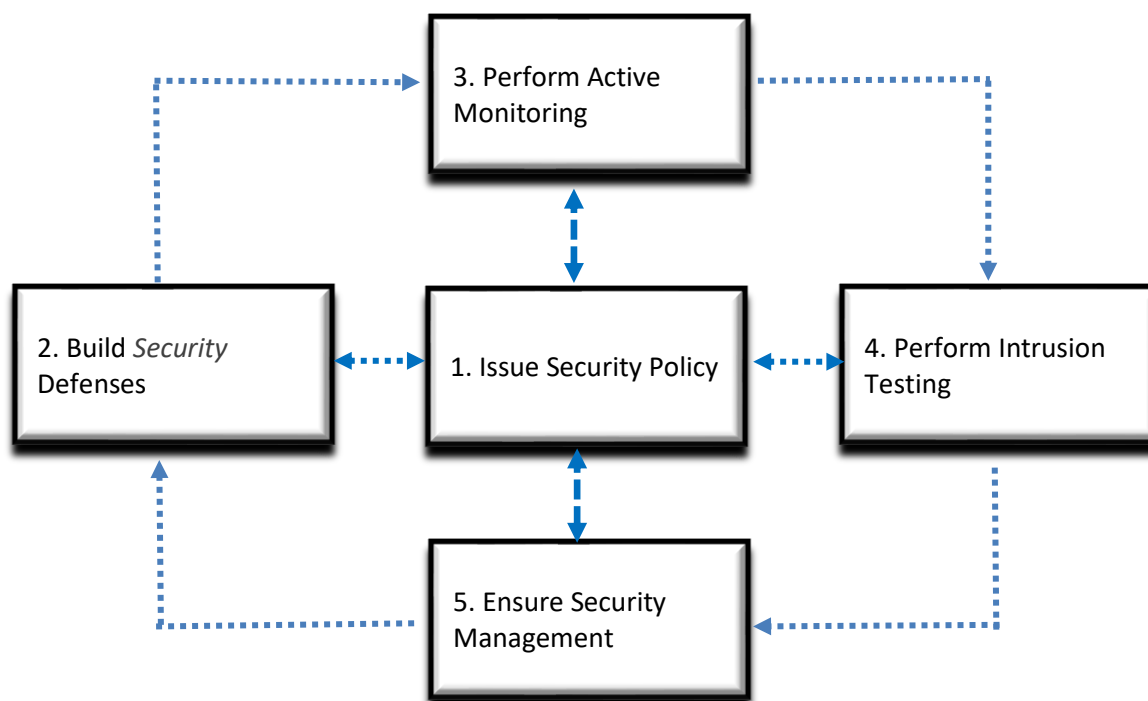 3. Perform Active
Monitoring
2. Build Security
Defenses
1. Issue Security Policy
4. Perform Intrusion
Testing
5. Ensure Security
Management